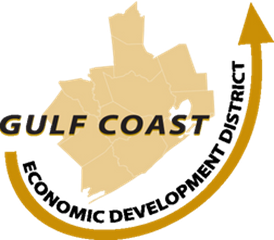 GULF COAST
ECONOMIC DEVELOPMENT DISTRICT